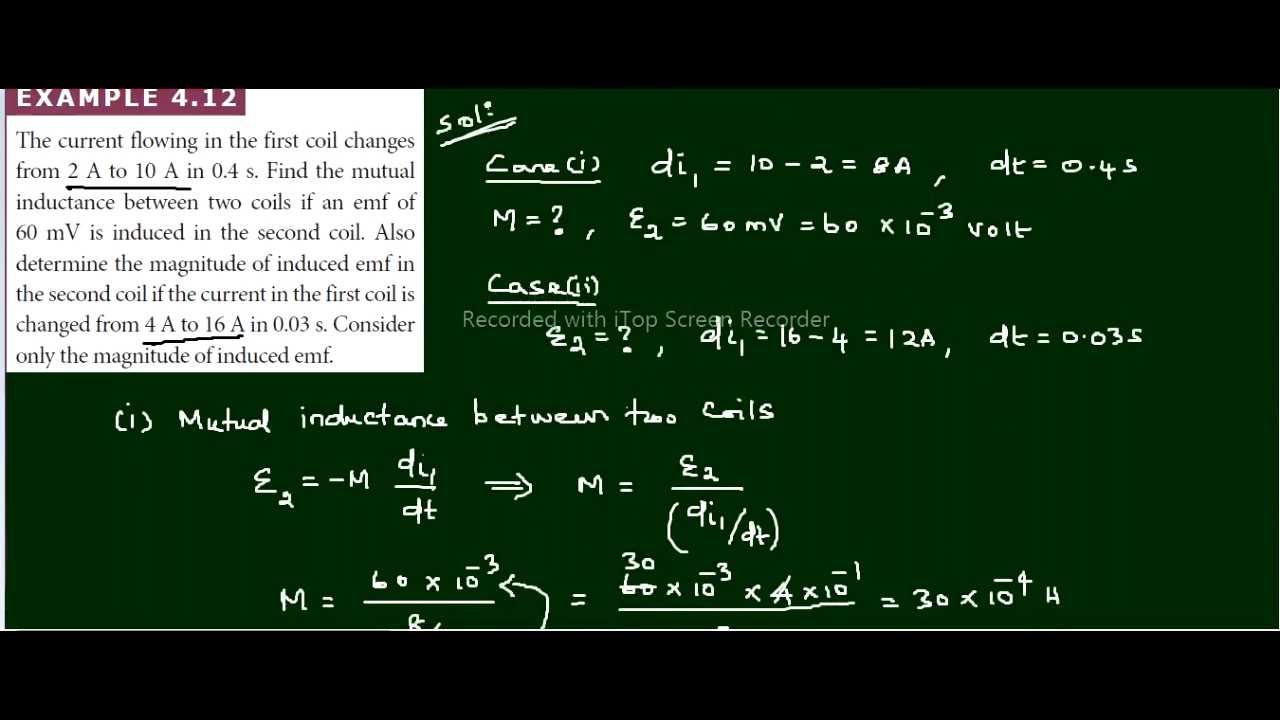 EXAMPLE 4.12
The current flowing in the first coil changes
from 2 A to 10 A in 0.4 s. Find the mutual
inductance between two coils if an emf of
60 mV is induced in the second coil. Also
determine the magnitude of induced emf in
the second coil if the current in the first coil is
changed from 4 A to 16 A in 0.03 s. Consider
only the magnitude of induced emf.
Sol:
Case(i) di₁ = 10 - 2 = 8A , dt = 0.4 s
M = ? , ε₂ = 60 mV = 60 × 10⁻³ volt
Case(ii)
Recorded with iTop Screen Recorder
ε₂ = ? , di₁ = 16 - 4 = 12A , dt = 0.03s
(i) Mutual inductance between two coils
ε₂ = -M di₁/dt ⟹ M = ε₂/(di₁/dt)
M = 60 × 10⁻³ = 30 60 × 10⁻³ × 4 × 10⁻¹ = 30 × 10⁻⁴ H